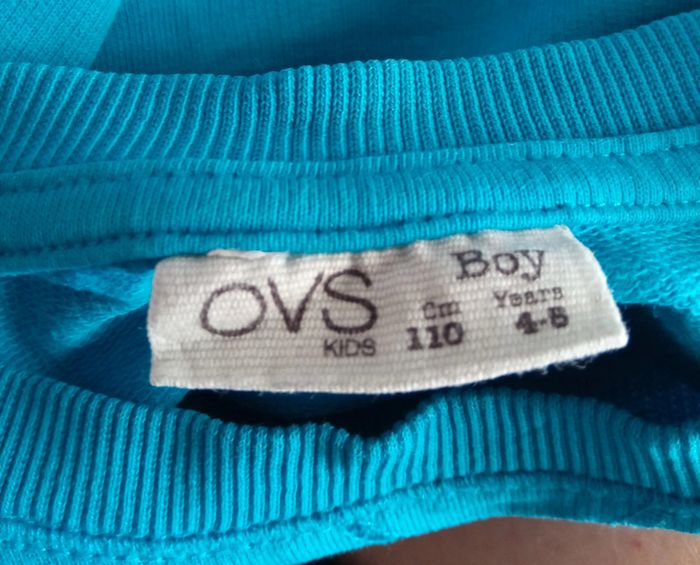 OVS
KIDS
Boy
Cm Years
110 4-5